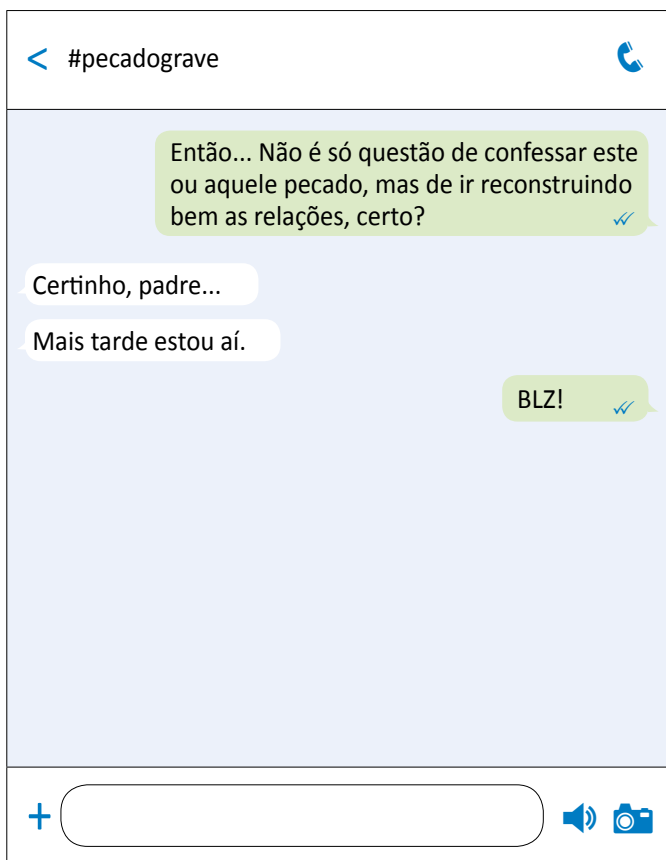 < #pecadograve
Então... Não é só questão de confessar este
ou aquele pecado, mas de ir reconstruindo
bem as relações, certo?
Certinho, padre...
Mais tarde estou aí.
BLZ!